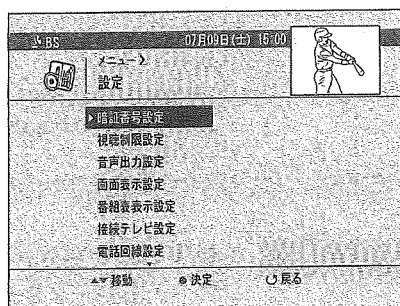 BS 07月09日(土) 15:00
メニュー〉
設定
▶暗証番号設定
視聴制限設定
音声出力設定
画面表示設定
番組表表示設定
接続テレビ設定
電話回線設定
▲▼移動 ●決定 ↺戻る